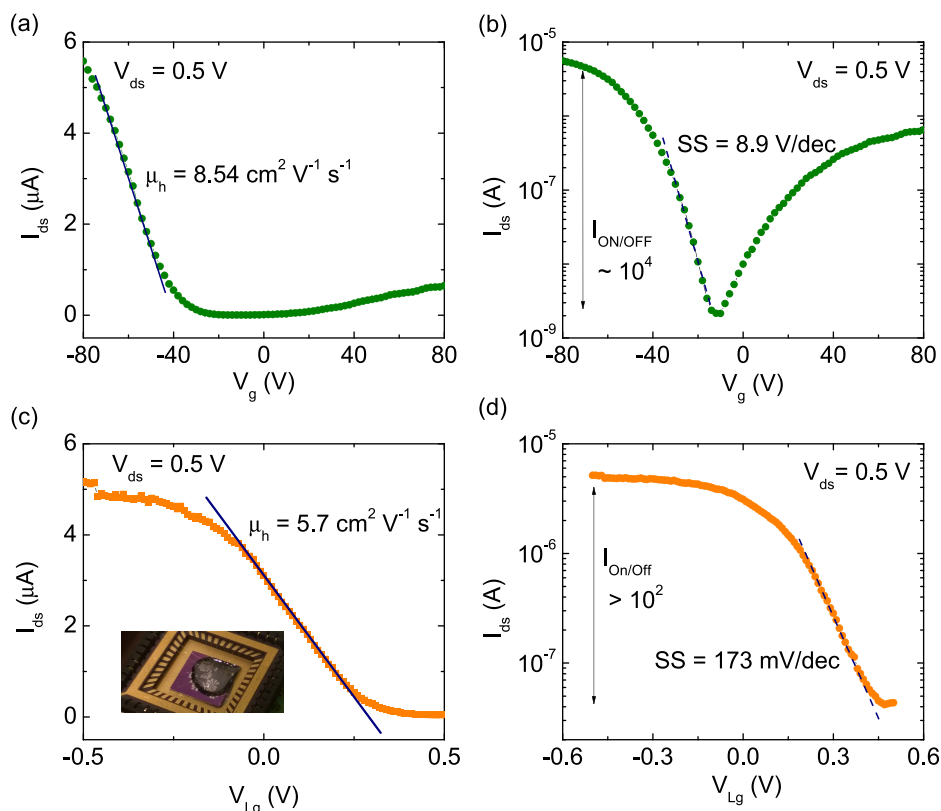 (a)
6
4
2
0
I_ds (μA)
V_ds = 0.5 V
μ_h = 8.54 cm² V⁻¹ s⁻¹
-80 -40 0 40 80
V_g (V)
(b)
10⁻⁵
10⁻⁷
10⁻⁹
I_ds (A)
V_ds = 0.5 V
SS = 8.9 V/dec
I_ON/OFF
~ 10⁴
-80 -40 0 40 80
V_g (V)
(c)
6
4
2
0
I_ds (μA)
V_ds = 0.5 V
μ_h = 5.7 cm² V⁻¹ s⁻¹
-0.5 0.0 0.5
V_Lg (V)
(d)
10⁻⁵
10⁻⁶
10⁻⁷
I_ds (A)
V_ds = 0.5 V
I_On/Off
> 10²
SS = 173 mV/dec
-0.6 -0.3 0.0 0.3 0.6
V_Lg (V)